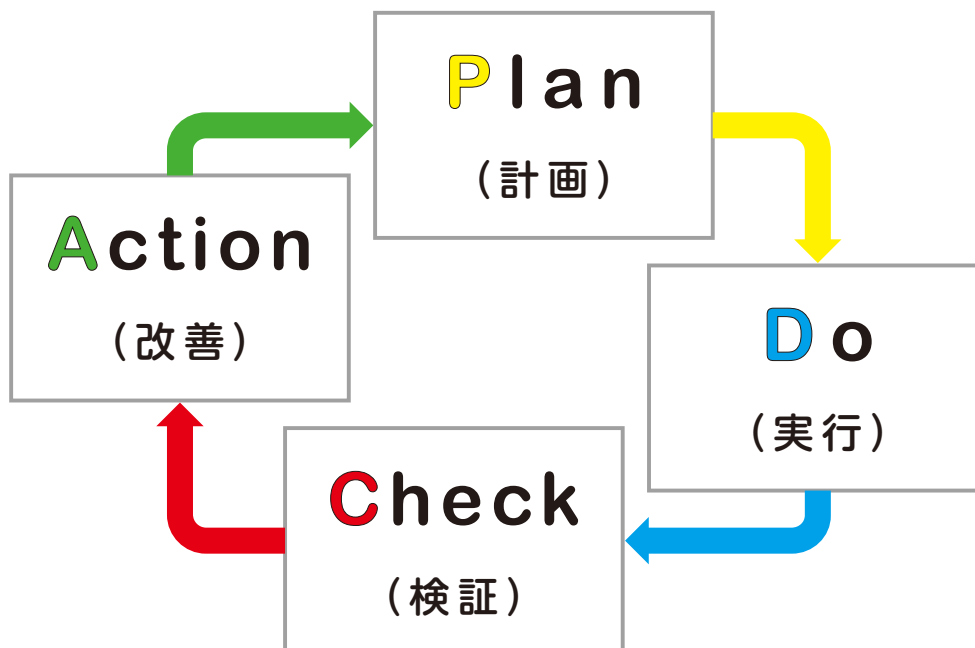 Plan
（計画）
Do
（実行）
Check
（検証）
Action
（改善）